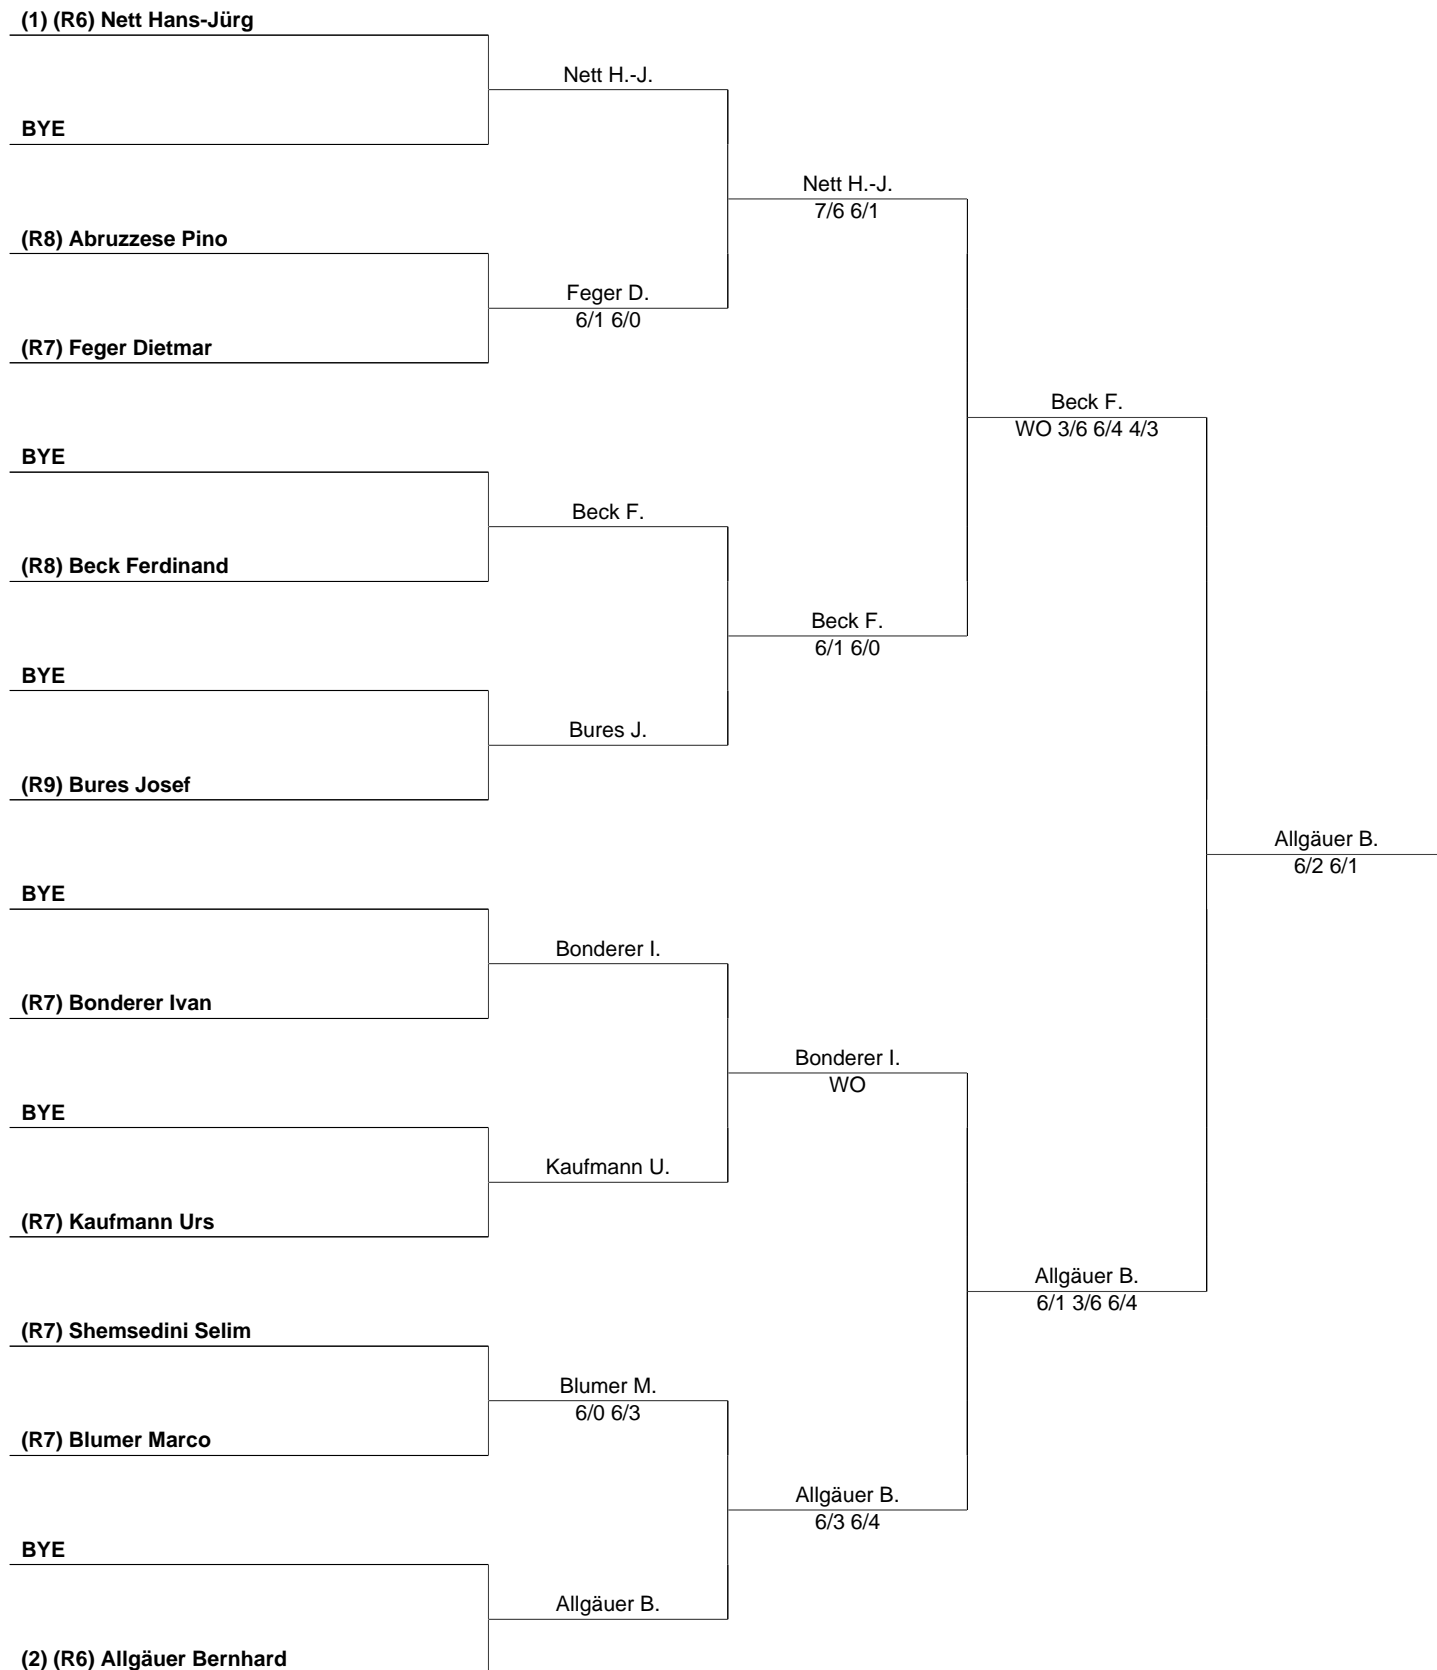 (1) (R6) Nett Hans-Jürg
Nett H.-J.
BYE
Nett H.-J.
7/6 6/1
(R8) Abruzzese Pino
Feger D.
6/1 6/0
(R7) Feger Dietmar
Beck F.
WO 3/6 6/4 4/3
BYE
Beck F.
(R8) Beck Ferdinand
Beck F.
6/1 6/0
BYE
Bures J.
(R9) Bures Josef
Allgäuer B.
6/2 6/1
BYE
Bonderer I.
(R7) Bonderer Ivan
Bonderer I.
WO
BYE
Kaufmann U.
(R7) Kaufmann Urs
Allgäuer B.
6/1 3/6 6/4
(R7) Shemsedini Selim
Blumer M.
6/0 6/3
(R7) Blumer Marco
Allgäuer B.
6/3 6/4
BYE
Allgäuer B.
(2) (R6) Allgäuer Bernhard